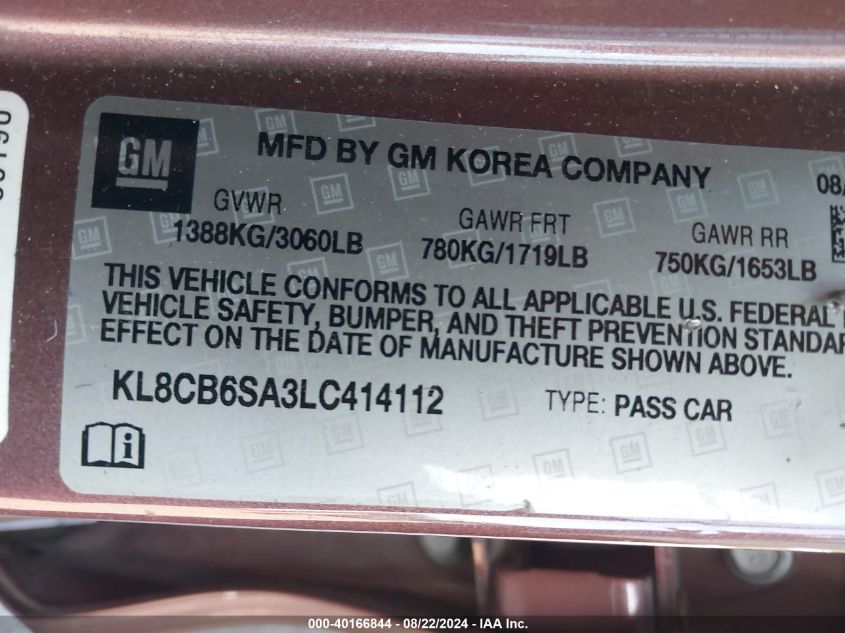 GM
MFD BY GM KOREA COMPANY
08/
GVWR
GAWR FRT
GAWR RR
1388KG/3060LB
780KG/1719LB
750KG/1653LB
THIS VEHICLE CONFORMS TO ALL APPLICABLE U.S. FEDERAL
VEHICLE SAFETY, BUMPER, AND THEFT PREVENTION STANDAR
EFFECT ON THE DATE OF MANUFACTURE SHOWN ABOVE.
KL8CB6SA3LC414112
TYPE: PASS CAR
000-40166844 - 08/22/2024 - IAA Inc.